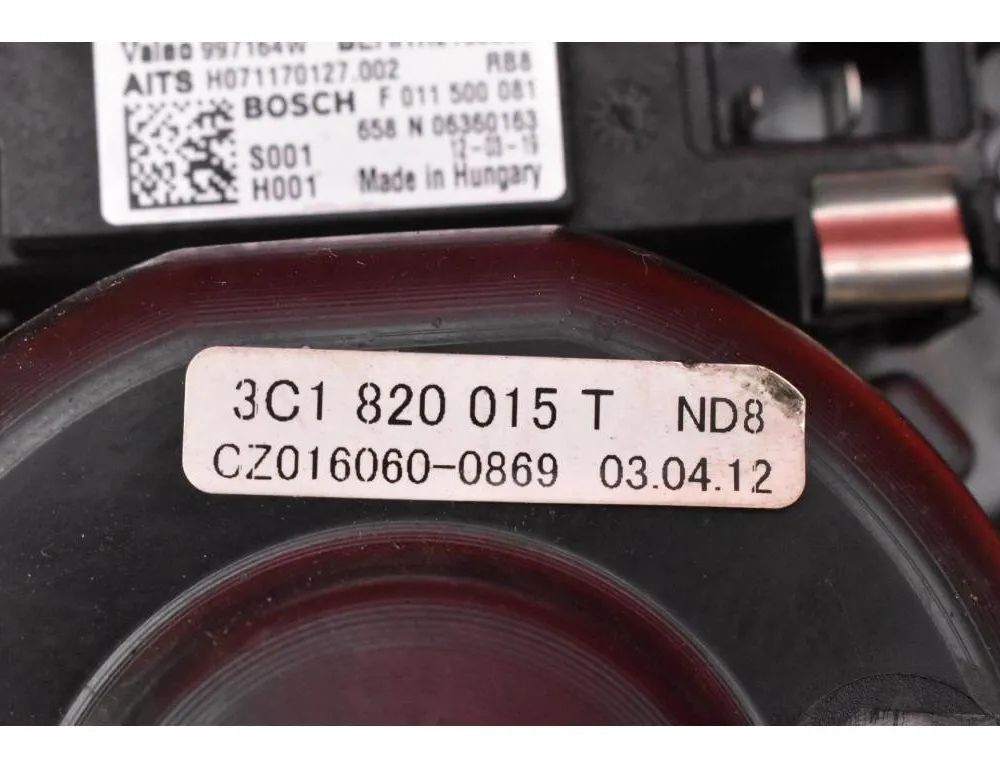 Valeo 997164W
AITS H071170127.002 RB8
BOSCH F 011 500 081
658 N 06360163
S001 12-03-19
H001 Made in Hungary
3C1 820 015 T ND8
CZ016060-0869 03.04.12